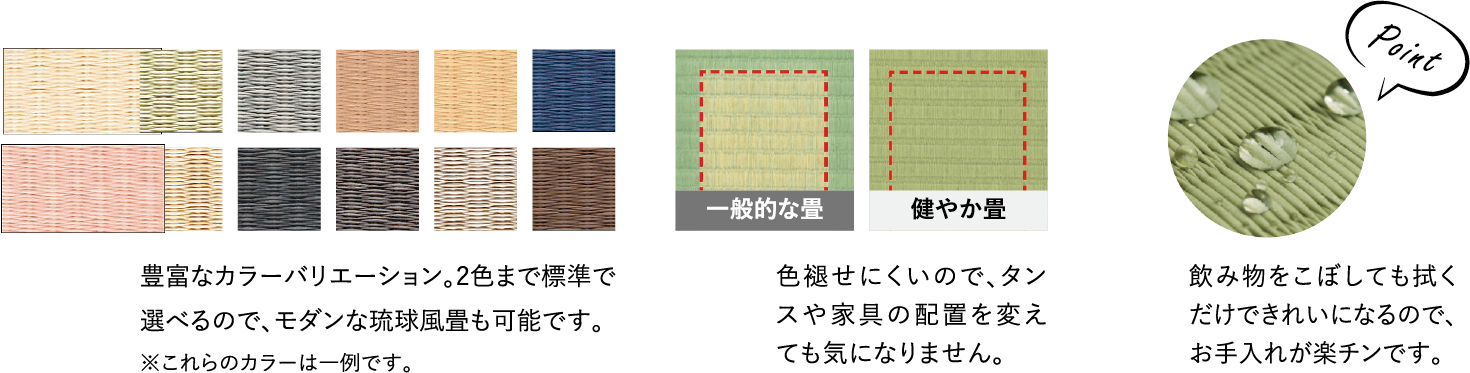 Point
一般的な畳
健やか畳
豊富なカラーバリエーション。2色まで標準で
選べるので、モダンな琉球風畳も可能です。
※これらのカラーは一例です。
色褪せにくいので、タン
スや家具の配置を変え
ても気になりません。
飲み物をこぼしても拭く
だけできれいになるので、
お手入れが楽チンです。